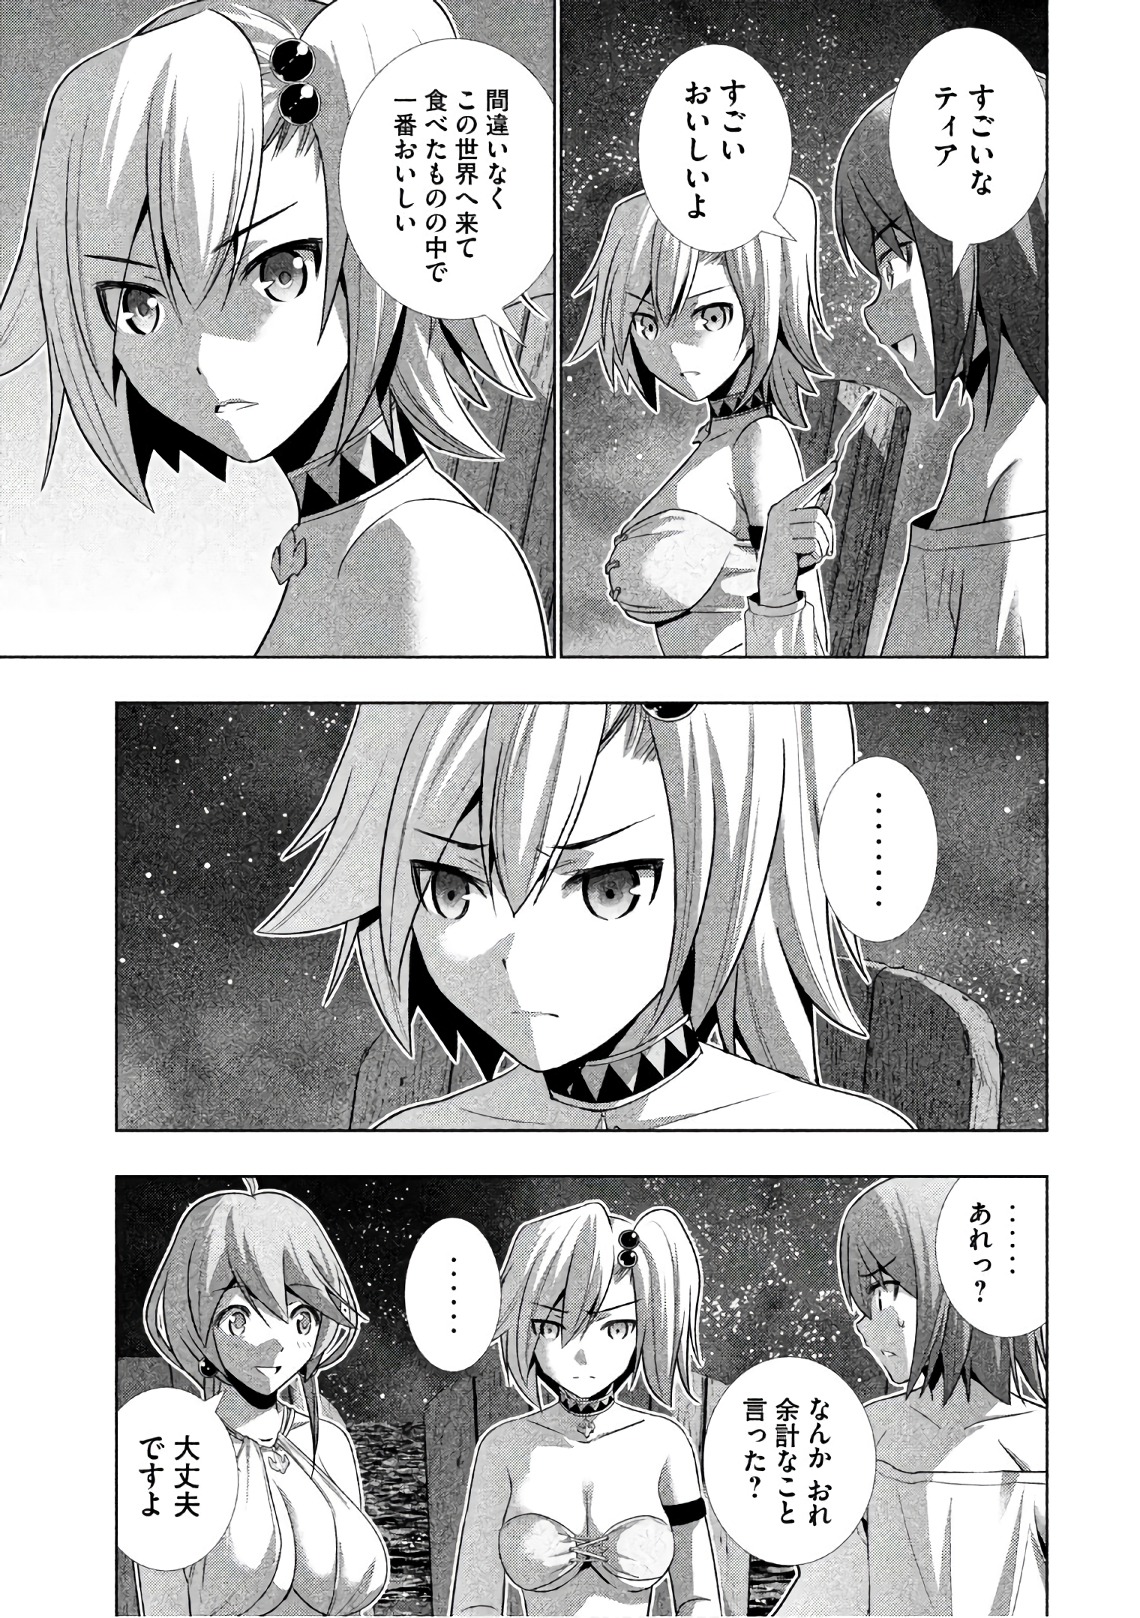 すごいな
ティア
すごい
おいしいよ
間違いなく
この世界へ来て
食べたものの中で
一番おいしい
・・・・・・・・
・・・・・・
あれっ？
なんか おれ
余計なこと
言った？
・・・・・
大丈夫
ですよ